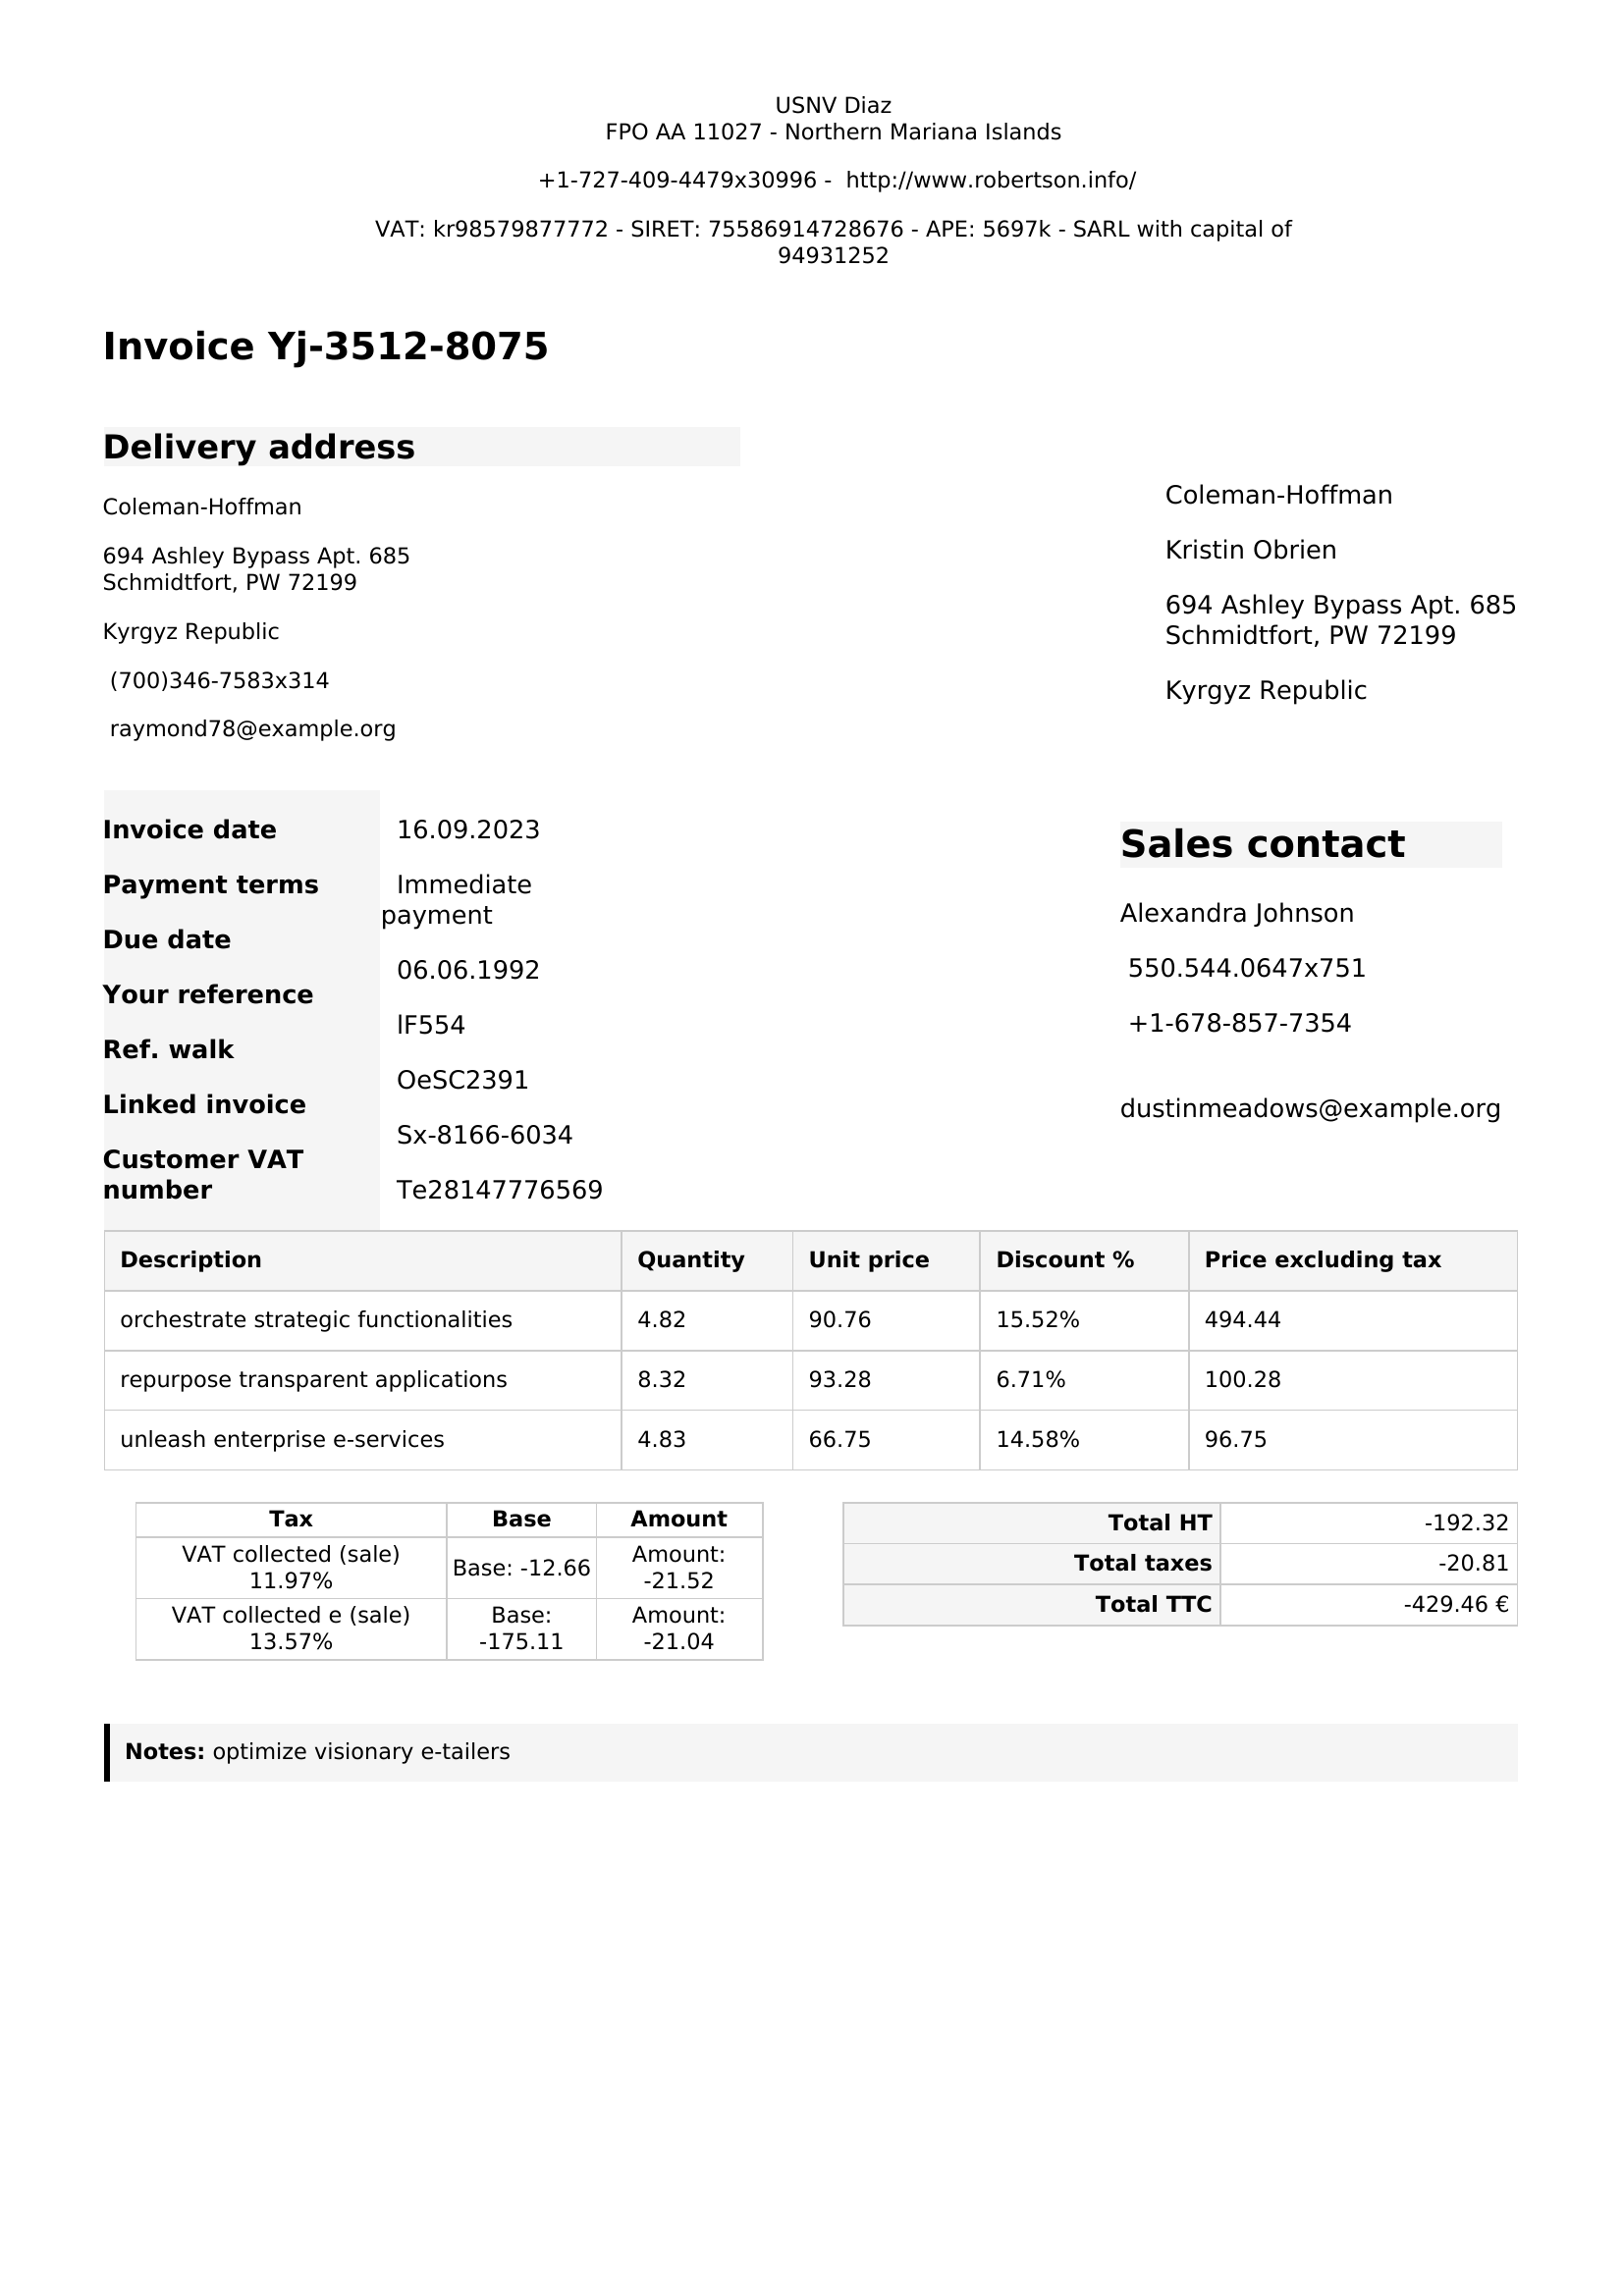 USNV Diaz
FPO AA 11027 - Northern Mariana Islands
+1-727-409-4479x30996 - http://www.robertson.info/
VAT: kr98579877772 - SIRET: 75586914728676 - APE: 5697k - SARL with capital of
94931252
Invoice Yj-3512-8075
Delivery address
Coleman-Hoffman
694 Ashley Bypass Apt. 685
Schmidtfort, PW 72199
Kyrgyz Republic
(700)346-7583x314
raymond78@example.org
Coleman-Hoffman
Kristin Obrien
694 Ashley Bypass Apt. 685
Schmidtfort, PW 72199
Kyrgyz Republic
Invoice date
Payment terms
Due date
Your reference
Ref. walk
Linked invoice
Customer VAT
number
16.09.2023
Immediate
payment
06.06.1992
lF554
OeSC2391
Sx-8166-6034
Te28147776569
Sales contact
Alexandra Johnson
550.544.0647x751
+1-678-857-7354
dustinmeadows@example.org
Description Quantity Unit price Discount % Price excluding tax
orchestrate strategic functionalities 4.82 90.76 15.52% 494.44
repurpose transparent applications 8.32 93.28 6.71% 100.28
unleash enterprise e-services 4.83 66.75 14.58% 96.75
Tax Base Amount
VAT collected (sale)
11.97%
Base: -12.66
Amount:
-21.52
VAT collected e (sale)
13.57%
Base:
-175.11
Amount:
-21.04
Total HT -192.32
Total taxes -20.81
Total TTC -429.46 €
Notes: optimize visionary e-tailers